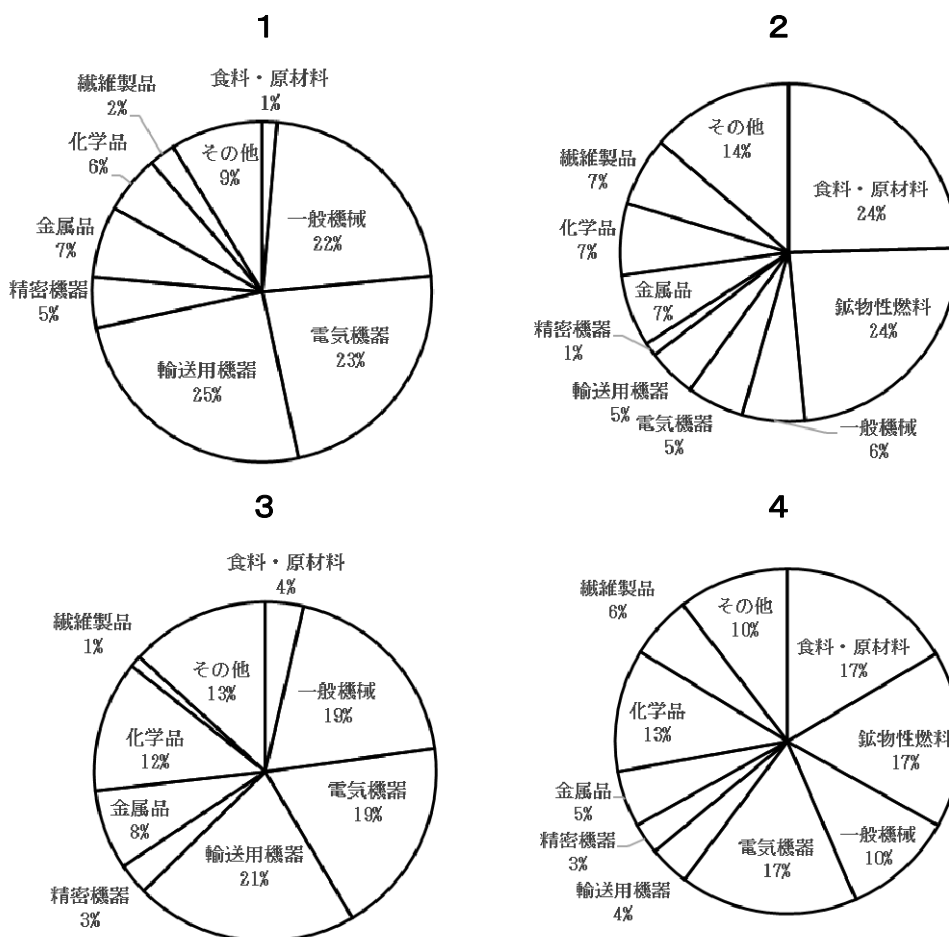 1
食料・原材料
1%
一般機械
22%
電気機器
23%
輸送用機器
25%
精密機器
5%
金属品
7%
化学品
6%
繊維製品
2%
その他
9%
2
食料・原材料
24%
鉱物性燃料
24%
一般機械
6%
電気機器
5%
輸送用機器
5%
精密機器
1%
金属品
7%
化学品
7%
繊維製品
7%
その他
14%
3
食料・原材料
4%
一般機械
19%
電気機器
19%
輸送用機器
21%
精密機器
3%
金属品
8%
化学品
12%
繊維製品
1%
その他
13%
4
食料・原材料
17%
鉱物性燃料
17%
一般機械
10%
電気機器
17%
輸送用機器
4%
精密機器
3%
金属品
5%
化学品
13%
繊維製品
6%
その他
10%